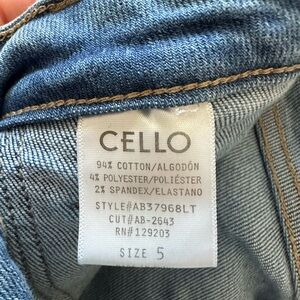 CELLO
94% COTTON/ALGODÓN
4% POLYESTER/POLIÉSTER
2% SPANDEX/ELASTANO
STYLE#AB37968LT
CUT#AB-2643
RN#129203
SIZE 5